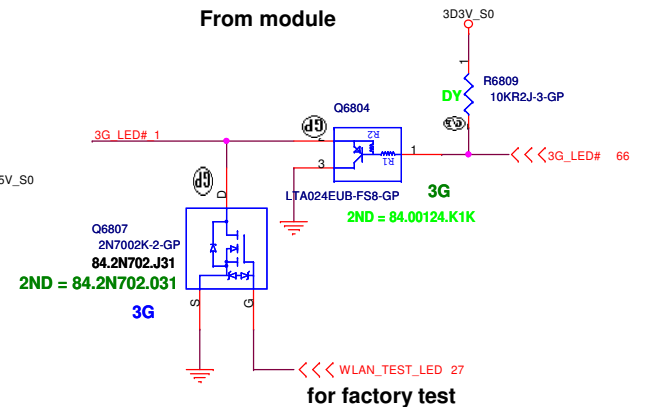 From module
3D3V_S0
1
R6809
10KR2J-3-GP
DY
Q6804
GP
3G_LED#_1
2
R2
R1
1
3G_LED# 66
3
5V_S0
GP
D
LTA024EUB-FS8-GP
3G
2ND = 84.00124.K1K
Q6807
2N7002K-2-GP
84.2N702.J31
2ND = 84.2N702.031
3G
S
G
WLAN_TEST_LED 27
for factory test